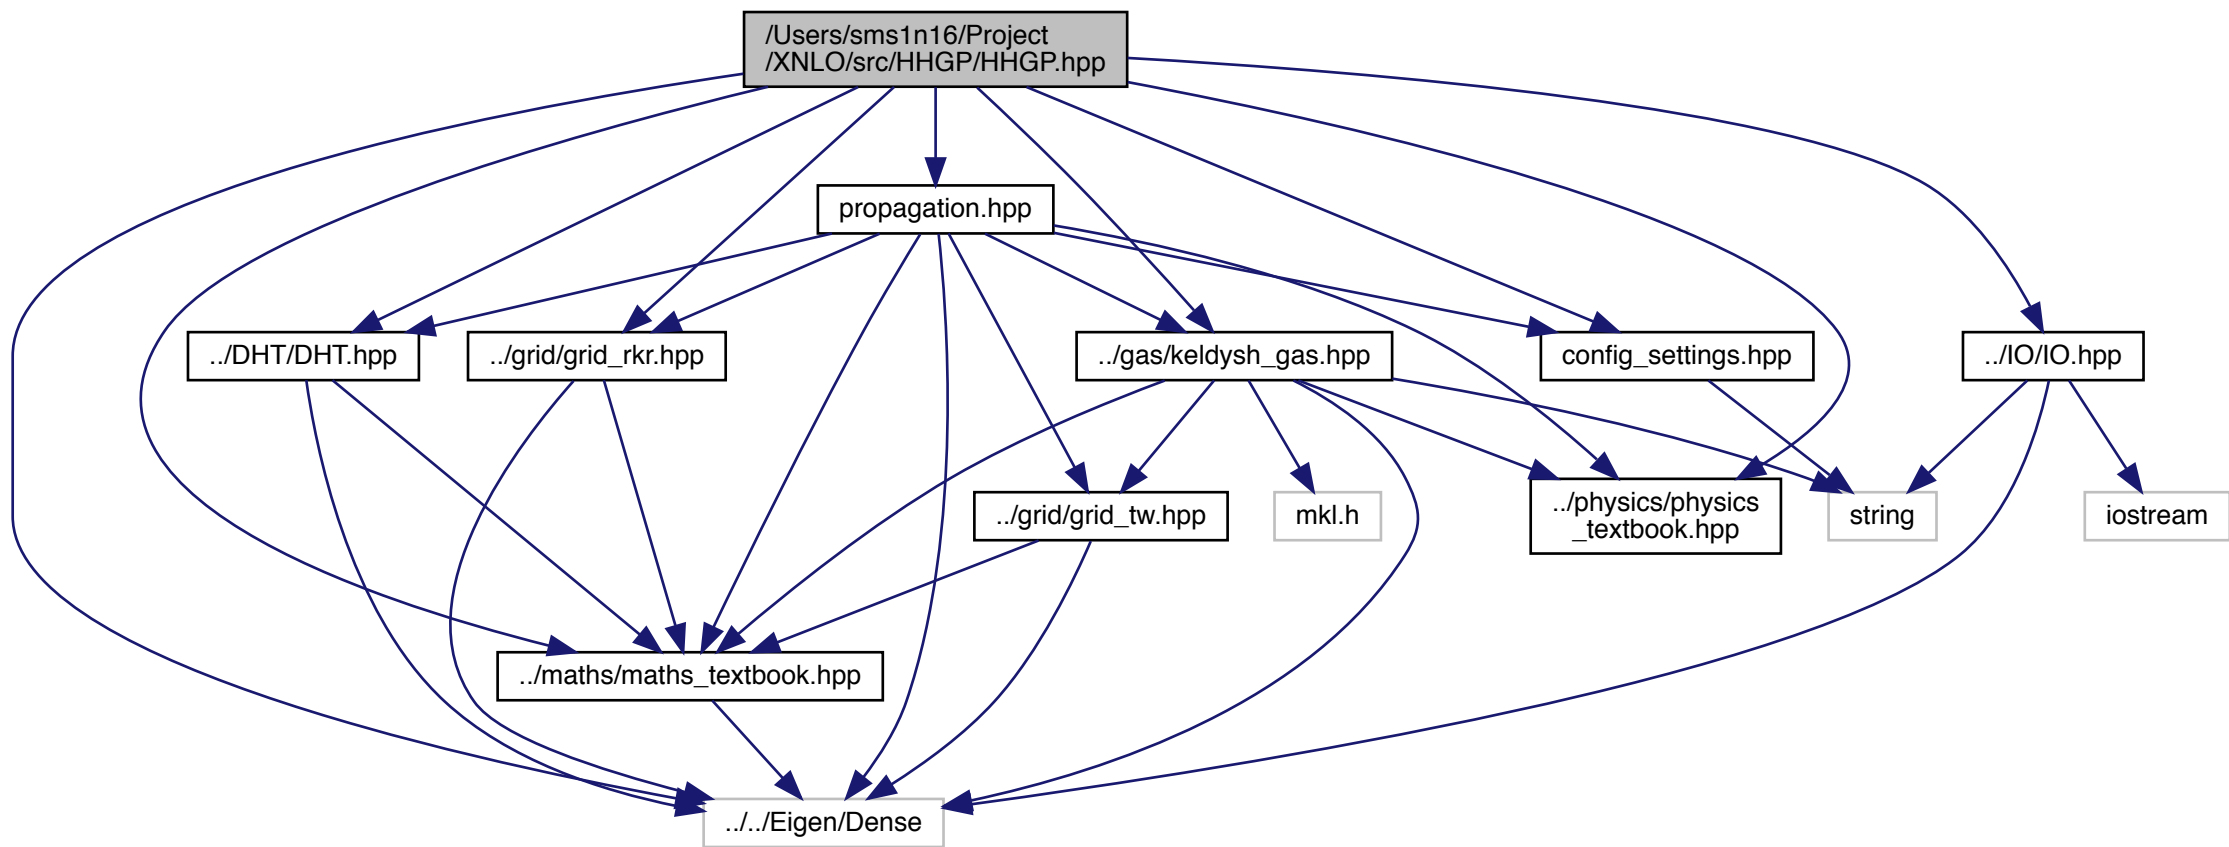 /Users/sms1n16/Project
/XNLO/src/HHGP/HHGP.hpp
propagation.hpp
../DHT/DHT.hpp
../grid/grid_rkr.hpp
../gas/keldysh_gas.hpp
config_settings.hpp
../IO/IO.hpp
../grid/grid_tw.hpp
mkl.h
../physics/physics
_textbook.hpp
string
iostream
../maths/maths_textbook.hpp
../../Eigen/Dense